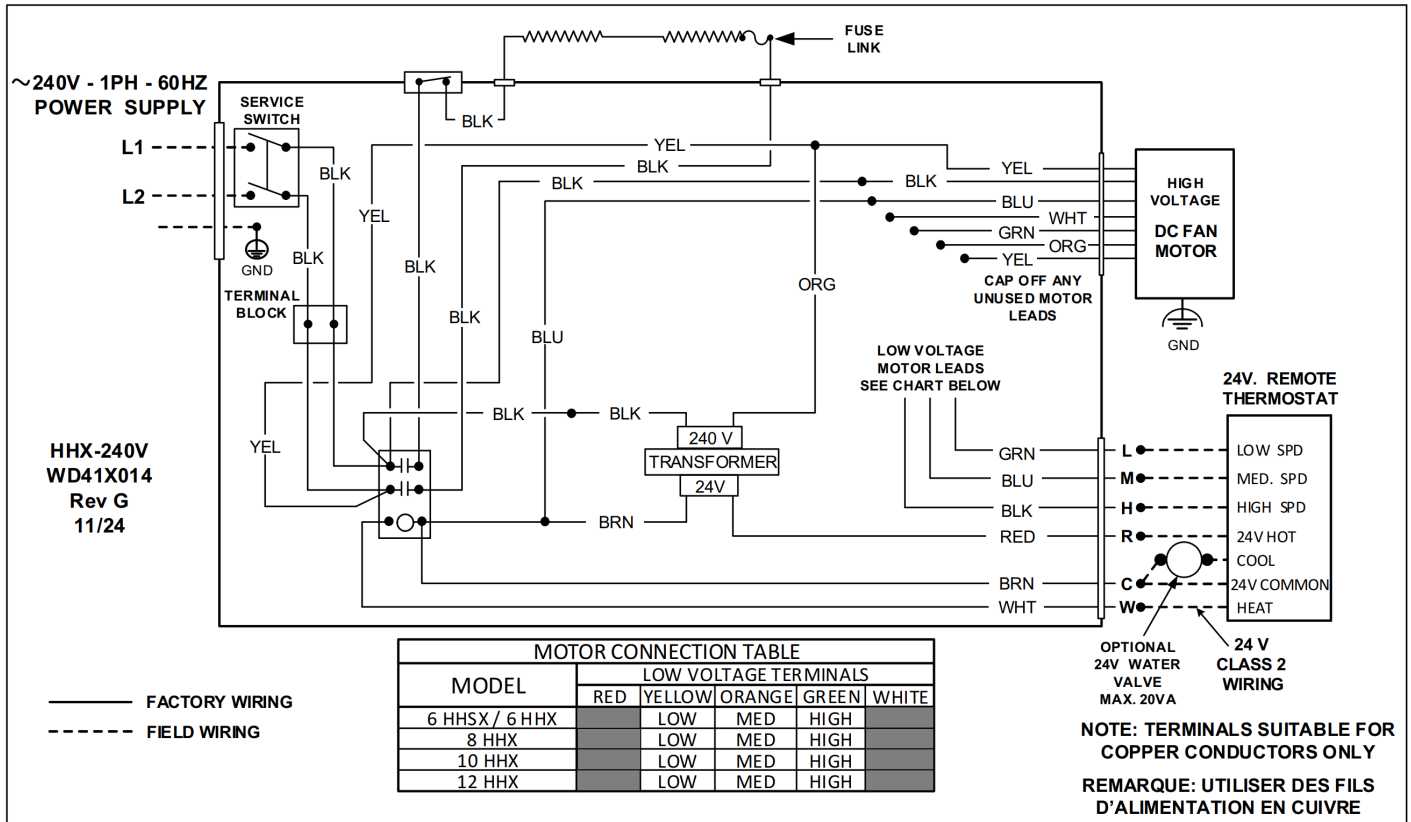 FUSE
LINK
~240V - 1PH - 60HZ
POWER SUPPLY
SERVICE
SWITCH
L1
L2
BLK
BLK
GND
TERMINAL
BLOCK
BLK
YEL
BLK
BLK
YEL
BLK
BLK
YEL
BLK
BLU
ORG
BLK
BLK
BRN
YEL
BLK
BLU
WHT
GRN
ORG
YEL
CAP OFF ANY
UNUSED MOTOR
LEADS
HIGH
VOLTAGE
DC FAN
MOTOR
GND
LOW VOLTAGE
MOTOR LEADS
SEE CHART BELOW
240 V
TRANSFORMER
24V
24V. REMOTE
THERMOSTAT
GRN L LOW SPD
BLU M MED. SPD
BLK H HIGH SPD
RED R 24V HOT
COOL
BRN C 24V COMMON
WHT W HEAT
OPTIONAL
24V WATER
VALVE
MAX. 20VA
24 V
CLASS 2
WIRING
HHX-240V
WD41X014
Rev G
11/24
FACTORY WIRING
FIELD WIRING
MOTOR CONNECTION TABLE
MODEL
LOW VOLTAGE TERMINALS
RED YELLOW ORANGE GREEN WHITE
6 HHSX / 6 HHX LOW MED HIGH
8 HHX LOW MED HIGH
10 HHX LOW MED HIGH
12 HHX LOW MED HIGH
NOTE: TERMINALS SUITABLE FOR
COPPER CONDUCTORS ONLY
REMARQUE: UTILISER DES FILS
D'ALIMENTATION EN CUIVRE